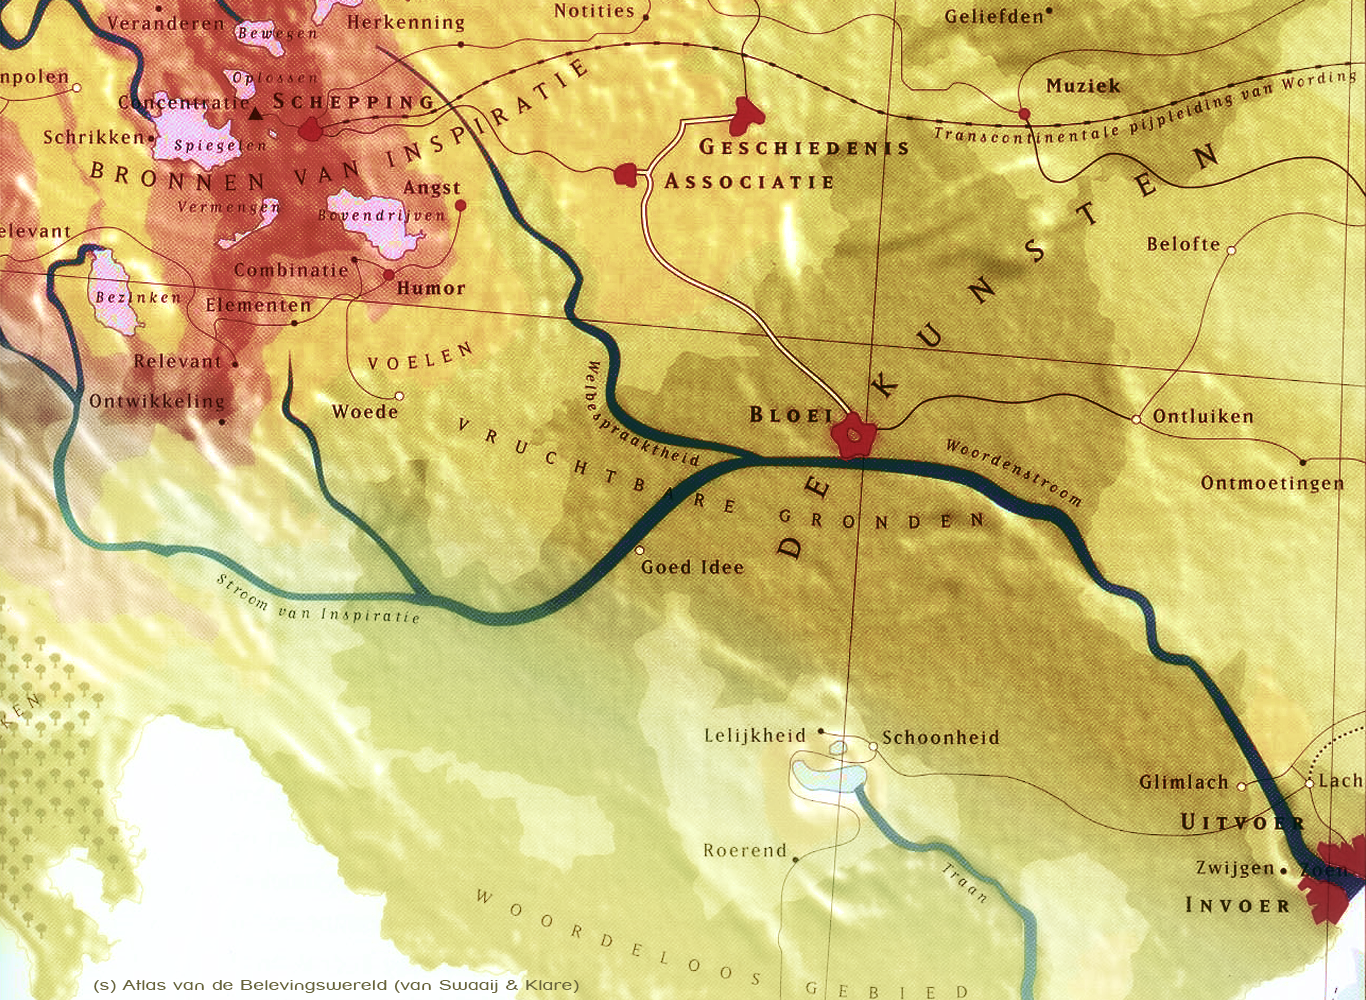 Notities
Geliefden
Veranderen
Herkenning
Bewegen
npolen
Oplossen
Muziek
Transcontinentale pijpleiding van Wording
Concentratie
SCHEPPING
Schrikken
Spiegelen
GESCHIEDENIS
BRONNEN VAN INSPIRATIE
ASSOCIATIE
Angst
Vermengen
Bovendrijven
elevant
Belofte
Combinatie
Humor
Bezinken
Elementen
VOELEN
Relevant
Ontwikkeling
Woede
Welbespraaktheid
BLOEI
DE KUNSTEN
Ontluiken
Woordenstroom
Ontmoetingen
VRUCHTBARE GRONDEN
Goed Idee
Stroom van Inspiratie
KEN
Lelijkheid
Schoonheid
Glimlach
Lach
UITVOER
Roerend
Traan
Zwijgen
Zoen
INVOER
WOORDELOOS GEBIED
(s) Atlas van de Belevingswereld (van Swaaij & Klare)